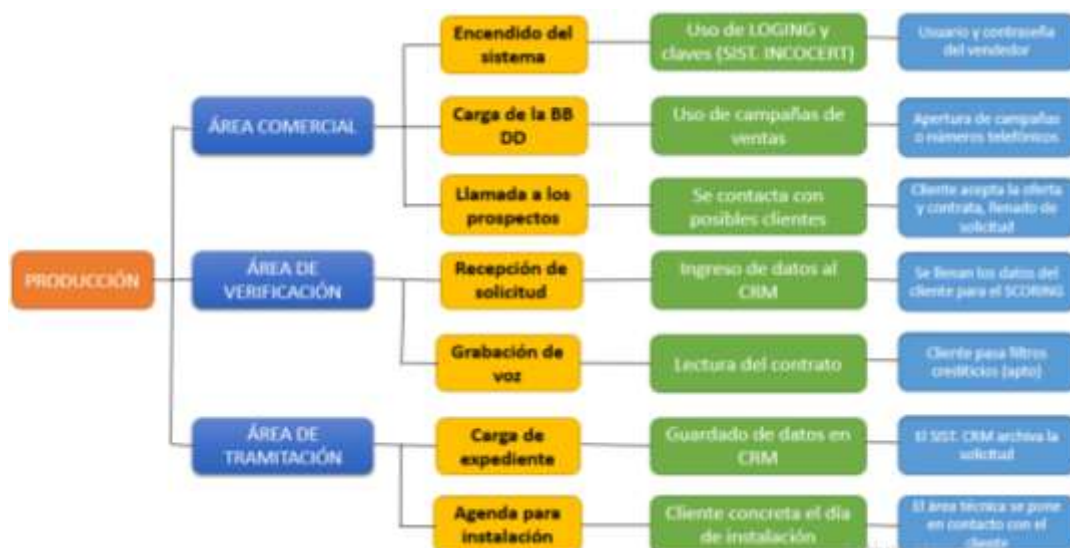 PRODUCCIÓN
ÁREA COMERCIAL
Encendido del
sistema
Uso de LOGING y
claves (SIST. INCOCERT)
Usuario y contraseña
del vendedor
Carga de la BB
DD
Uso de campañas de
ventas
Apertura de campañas
o números telefónicos
Llamada a los
prospectos
Se contacta con
posibles clientes
Cliente acepta la oferta
y contrata, llenado de
solicitud
ÁREA DE
VERIFICACIÓN
Recepción de
solicitud
Ingreso de datos al
CRM
Se llenan los datos del
cliente para el SCORING
Grabación de
voz
Lectura del contrato
Cliente pasa filtros
crediticios (apto)
ÁREA DE
TRAMITACIÓN
Carga de
expediente
Guardado de datos en
CRM
El SIST. CRM archiva la
solicitud
Agenda para
instalación
Cliente concreta el día
de instalación
El área técnica se pone
en contacto con el
cliente